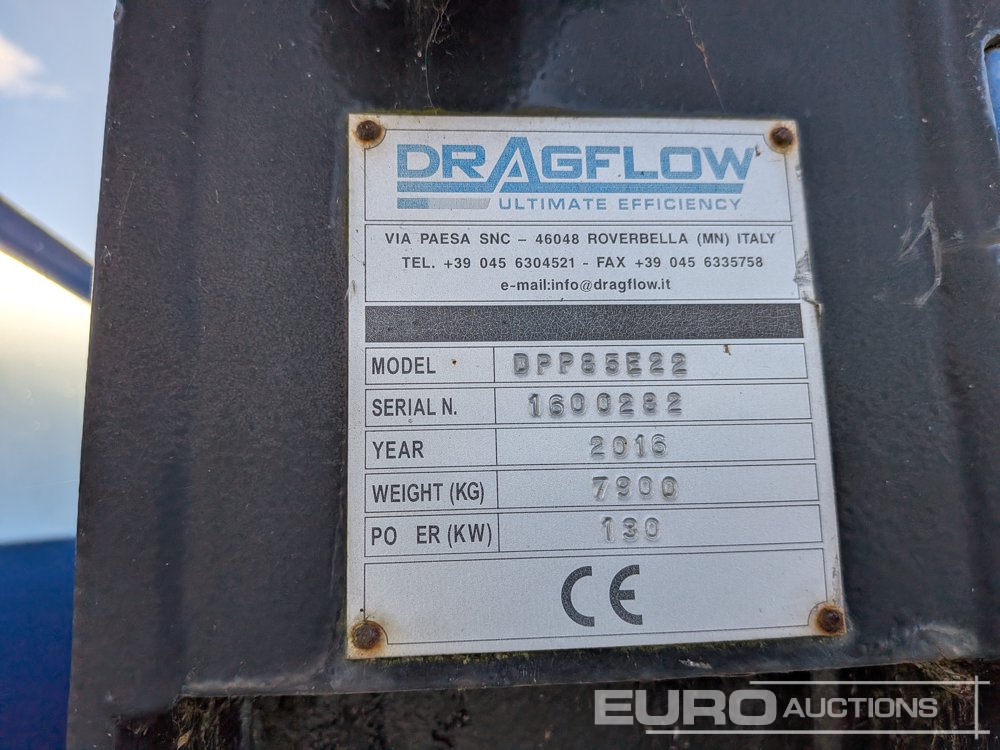 DRAGFLOW
ULTIMATE EFFICIENCY
VIA PAESA SNC – 46048 ROVERBELLA (MN) ITALY
TEL. +39 045 6304521 - FAX +39 045 6335758
e-mail:info@dragflow.it
MODEL DPP85E22
SERIAL N. 1600282
YEAR 2016
WEIGHT (KG) 7900
PO ER (KW) 130
CE
EURO AUCTIONS